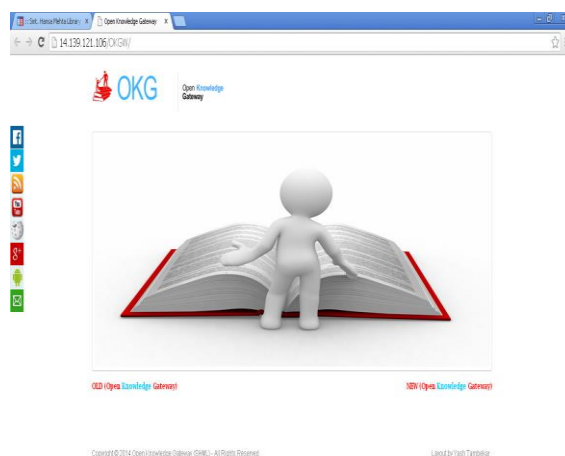 :: Smt. Hansa Mehta Library x
Open Knowledge Gateway x
14.139.121.106/OKGW/
OKG
Open Knowledge
Gateway
OLD (Open Knowledge Gateway)
NEW (Open Knowledge Gateway)
Copyright © 2014 Open Knowledge Gateway (SHML) - All Rights Reserved
Layout by Yash Tambekar